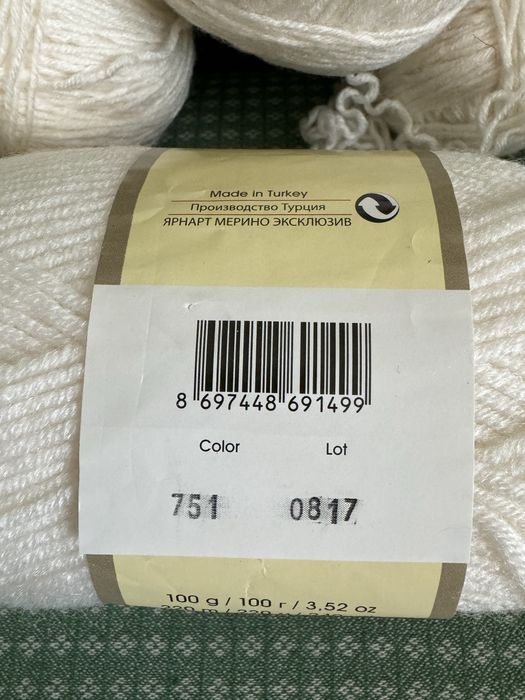 Made in Turkey
Производство Турция
ЯРНАРТ МЕРИНО ЭКСКЛЮЗИВ
8 697448 691499
Color Lot
751 0817
100 g / 100 г / 3,52 oz